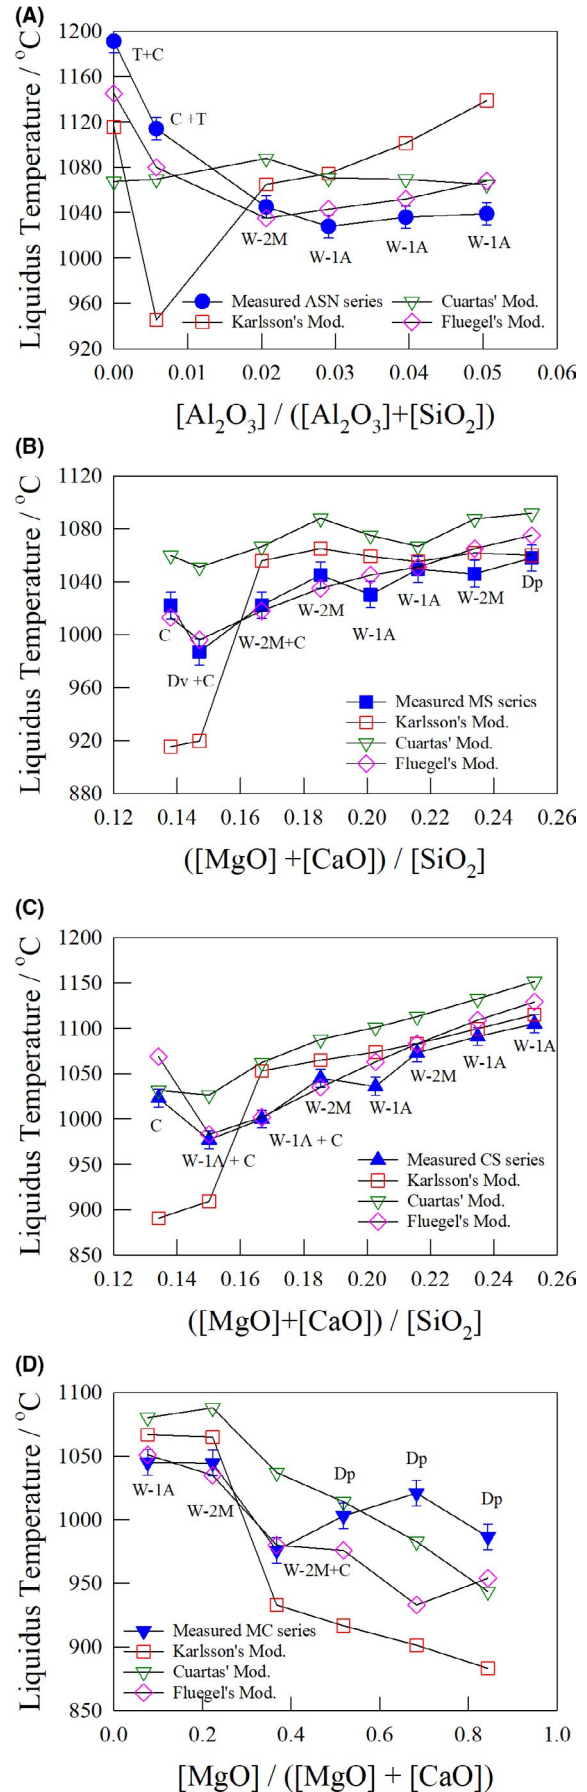 (A)
Liquidus Temperature / °C
1200
1160
1120
1080
1040
1000
960
920
T+C
C +T
W-2M
W-1A
W-1A
W-1A
Measured ASN series
Karlsson's Mod.
Cuartas' Mod.
Fluegel's Mod.
0.00 0.01 0.02 0.03 0.04 0.05 0.06
[Al₂O₃] / ([Al₂O₃]+[SiO₂])
(B)
Liquidus Temperature / °C
1120
1080
1040
1000
960
920
880
C
Dv +C
W-2M+C
W-2M
W-1A
W-1A
W-2M
Dp
Measured MS series
Karlsson's Mod.
Cuartas' Mod.
Fluegel's Mod.
0.12 0.14 0.16 0.18 0.20 0.22 0.24 0.26
([MgO] +[CaO]) / [SiO₂]
(C)
Liquidus Temperature / °C
1200
1150
1100
1050
1000
950
900
850
C
W-1A + C
W-1A + C
W-2M
W-1A
W-2M
W-1A
W-1A
Measured CS series
Karlsson's Mod.
Cuartas' Mod.
Fluegel's Mod.
0.12 0.14 0.16 0.18 0.20 0.22 0.24 0.26
([MgO]+[CaO]) / [SiO₂]
(D)
Liquidus Temperature / °C
1100
1050
1000
950
900
850
W-1A
W-2M
W-2M+C
Dp
Dp
Dp
Measured MC series
Karlsson's Mod.
Cuartas' Mod.
Fluegel's Mod.
0.0 0.2 0.4 0.6 0.8 1.0
[MgO] / ([MgO] + [CaO])